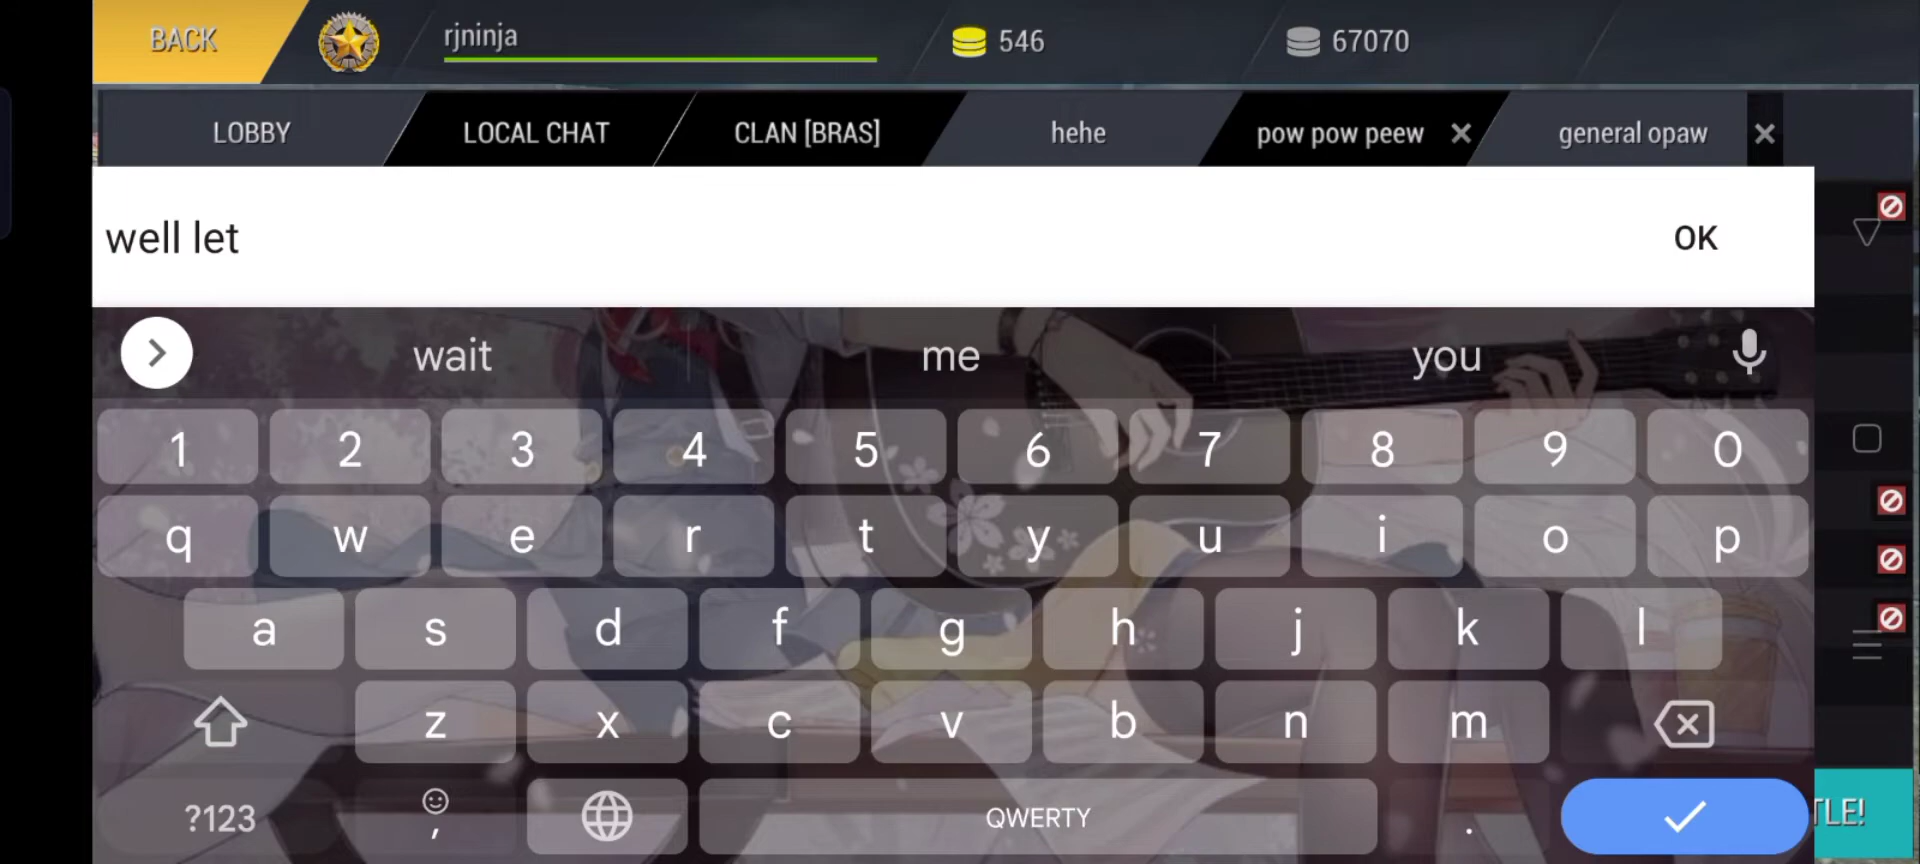 BACK
rjninja
546
67070
LOBBY
LOCAL CHAT
CLAN [BRAS]
hehe
pow pow peew
general opaw
well let
OK
wait
me
you
1 2 3 4 5 6 7 8 9 0
q w e r t y u i o p
a s d f g h j k l
z x c v b n m
?123
,
QWERTY
.
TLE!